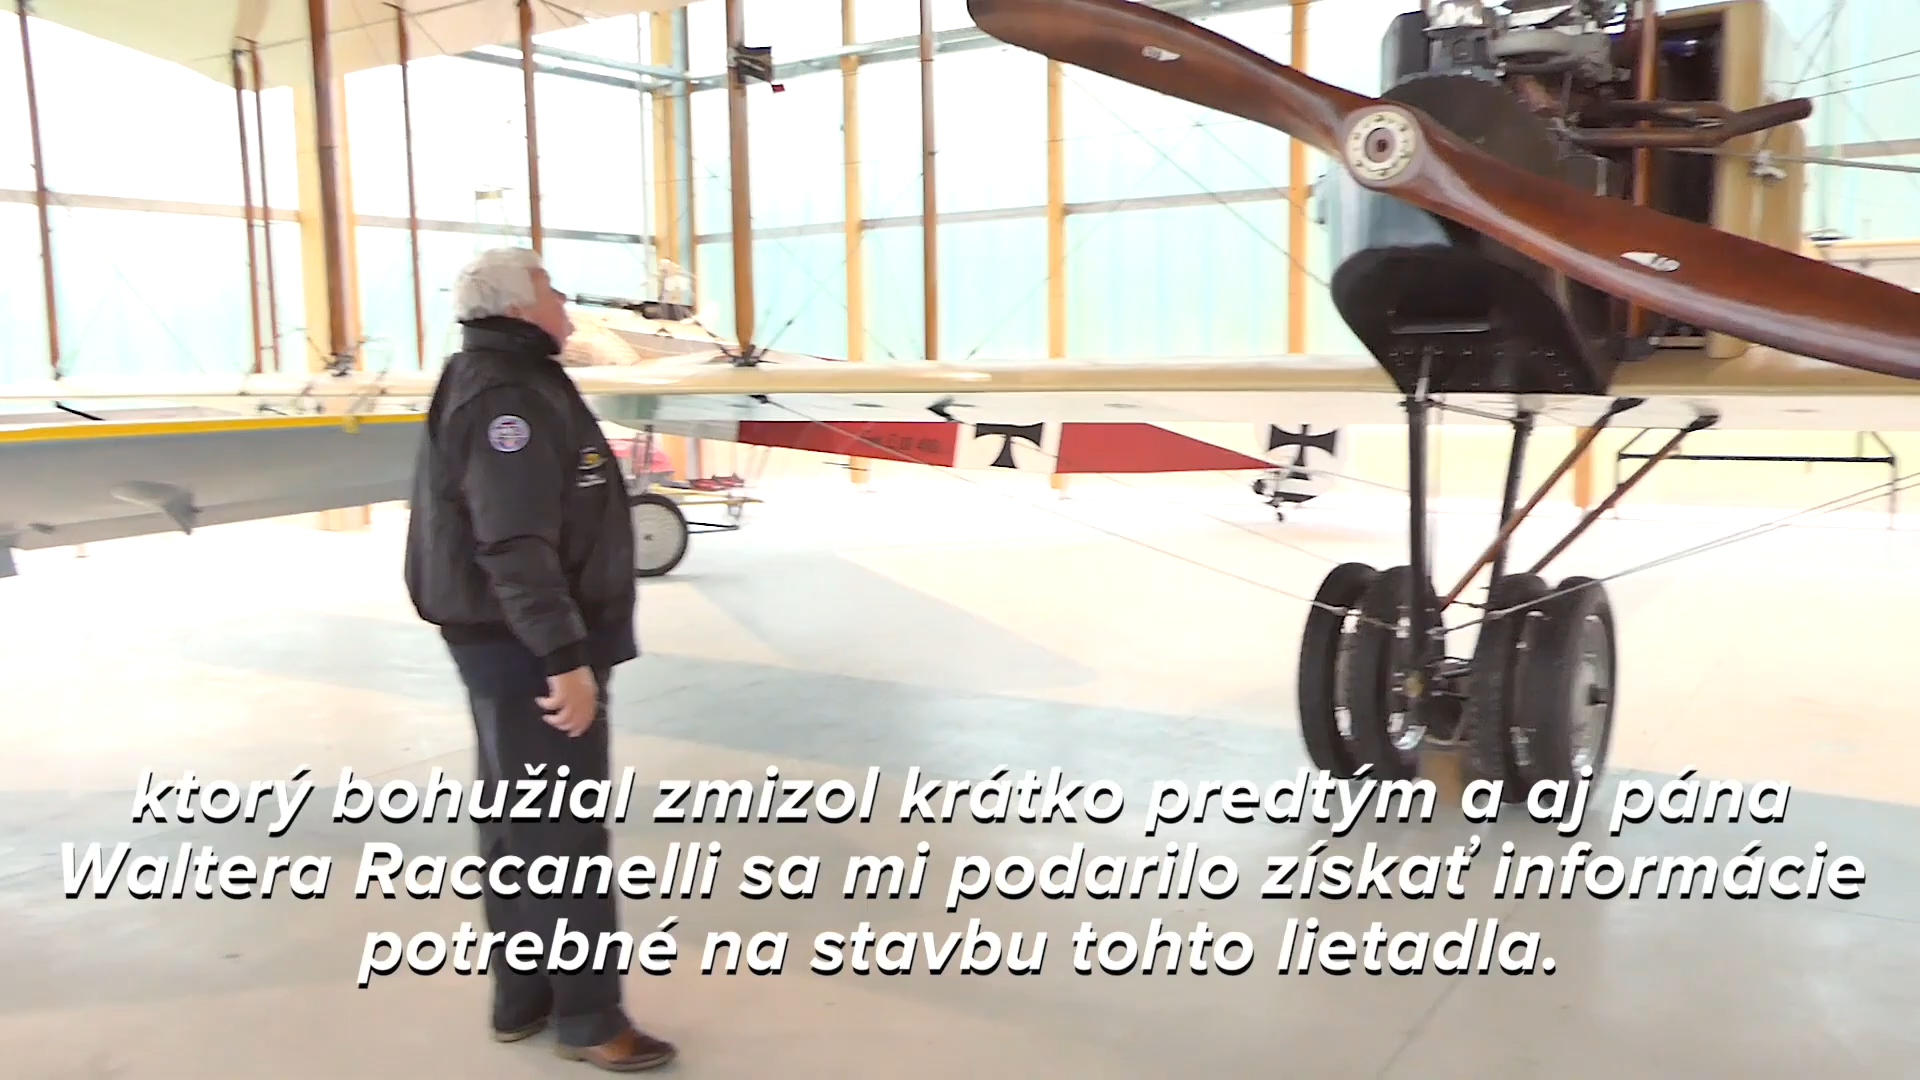 ktorý bohužial zmizol krátko predtým a aj pána
Waltera Raccanelli sa mi podarilo získať informácie
potrebné na stavbu tohto lietadla.